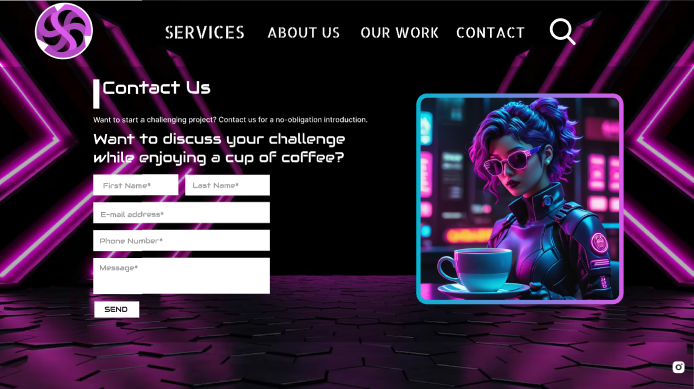 SERVICES
ABOUT US
OUR WORK
CONTACT
Contact Us
Want to start a challenging project? Contact us for a no-obligation introduction.
Want to discuss your challenge
while enjoying a cup of coffee?
First Name*
Last Name*
E-mail address*
Phone Number*
Message*
SEND